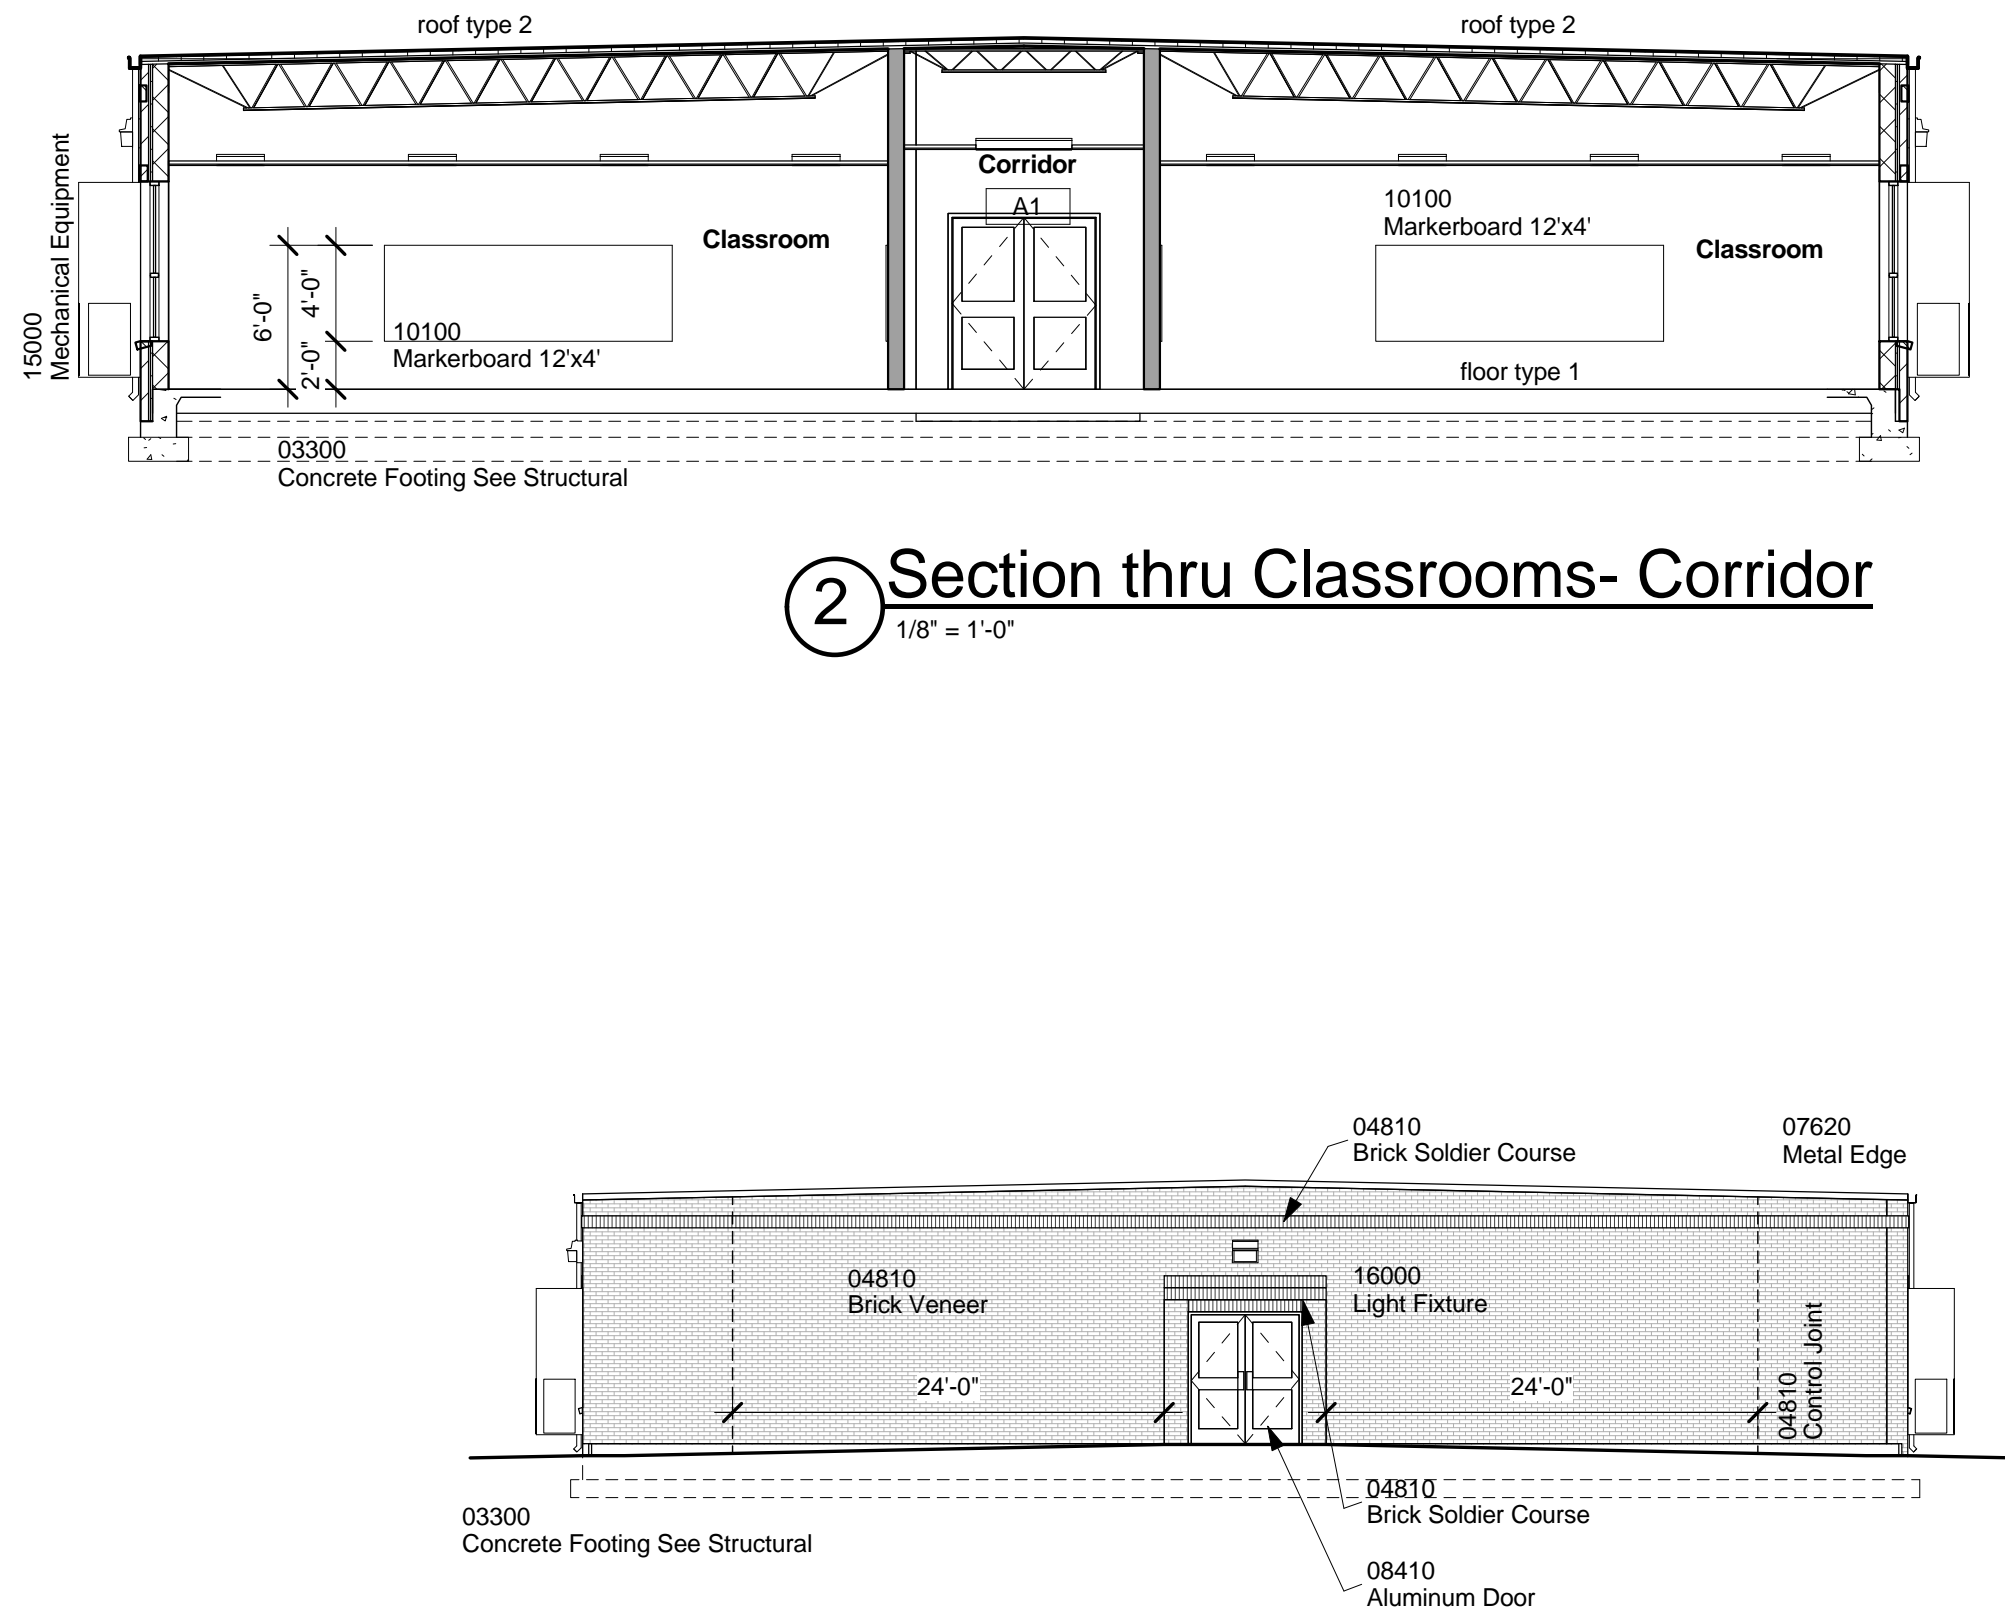 roof type 2
roof type 2
15000
Mechanical Equipment
Corridor
A1
Classroom
10100
Markerboard 12'x4'
Classroom
6'-0"
4'-0"
2'-0"
10100
Markerboard 12'x4'
floor type 1
03300
Concrete Footing See Structural
2
Section thru Classrooms- Corridor
1/8" = 1'-0"
04810
Brick Soldier Course
07620
Metal Edge
04810
Brick Veneer
16000
Light Fixture
24'-0"
24'-0"
04810
Control Joint
04810
Brick Soldier Course
03300
Concrete Footing See Structural
08410
Aluminum Door